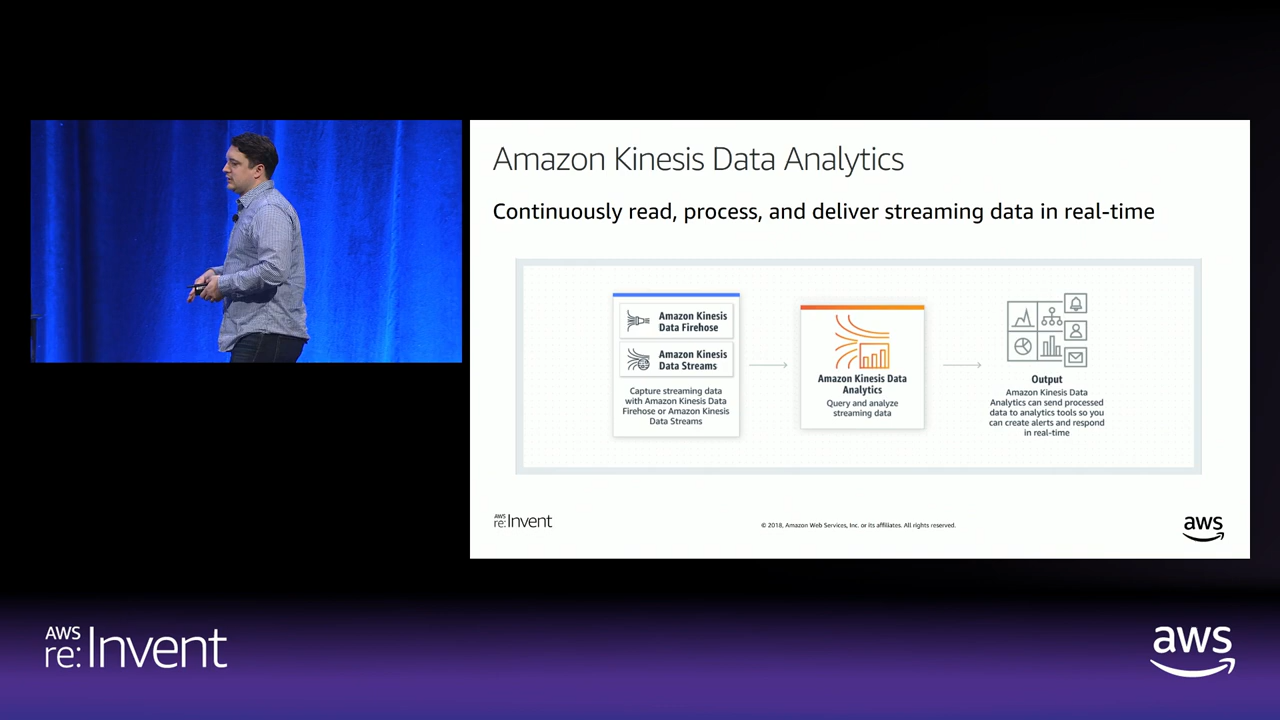 Amazon Kinesis Data Analytics
Continuously read, process, and deliver streaming data in real-time
Amazon Kinesis
Data Firehose
Amazon Kinesis
Data Streams
Capture streaming data
with Amazon Kinesis Data
Firehose or Amazon Kinesis
Data Streams
Amazon Kinesis Data
Analytics
Query and analyze
streaming data
Output
Amazon Kinesis Data
Analytics can send processed
data to analytics tools so you
can create alerts and respond
in real-time
AWS
re:Invent
© 2018, Amazon Web Services, Inc. or its affiliates. All rights reserved.
aws
AWS
re:Invent
aws